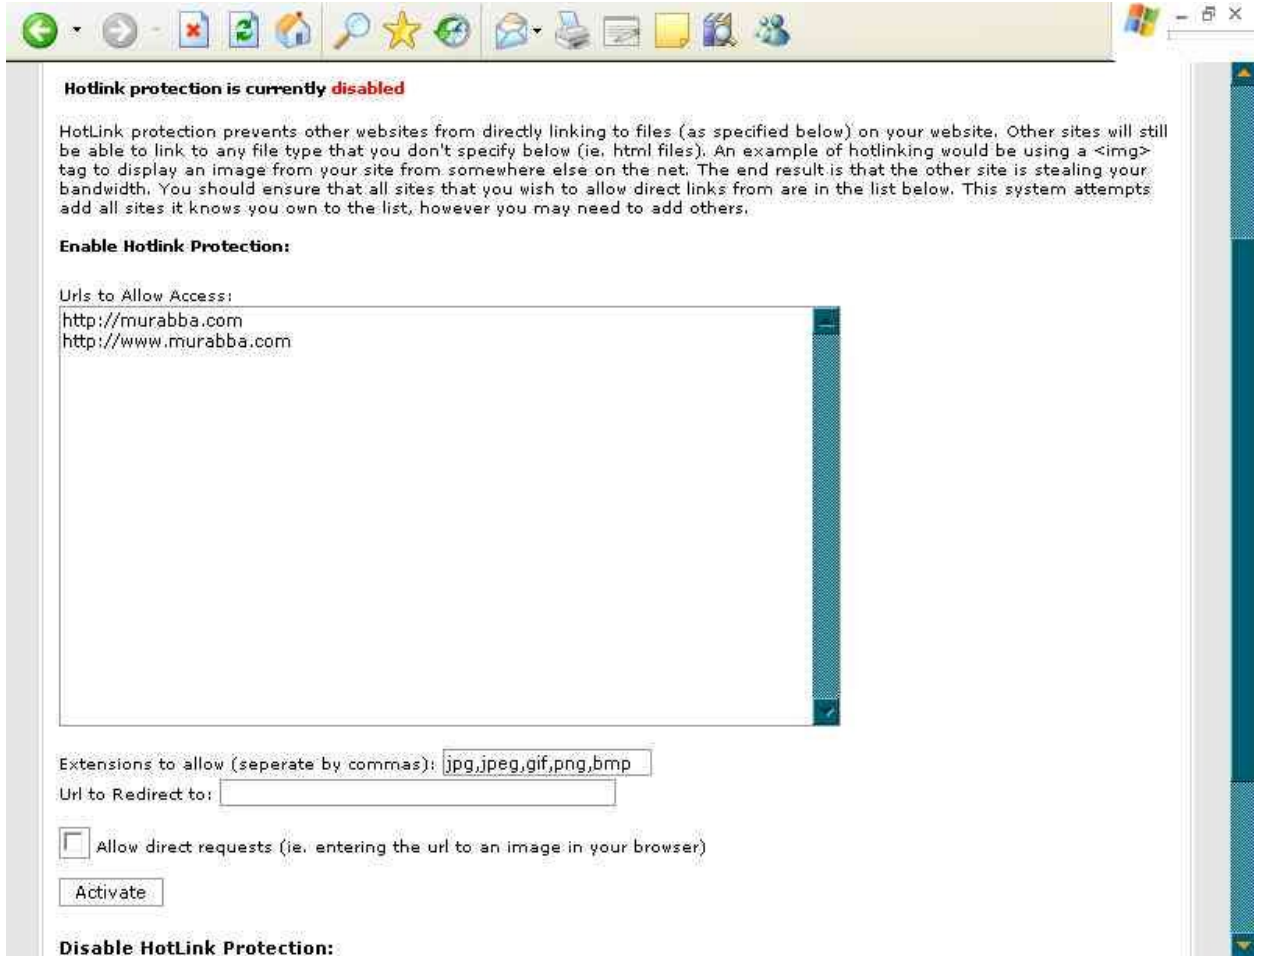 Hotlink protection is currently disabled
HotLink protection prevents other websites from directly linking to files (as specified below) on your website. Other sites will still
be able to link to any file type that you don't specify below (ie. html files). An example of hotlinking would be using a <img>
tag to display an image from your site from somewhere else on the net. The end result is that the other site is stealing your
bandwidth. You should ensure that all sites that you wish to allow direct links from are in the list below. This system attempts
add all sites it knows you own to the list, however you may need to add others.
Enable Hotlink Protection:
Urls to Allow Access:
http://murabba.com
http://www.murabba.com
Extensions to allow (seperate by commas): jpg,jpeg,gif,png,bmp
Url to Redirect to:
Allow direct requests (ie. entering the url to an image in your browser)
Activate
Disable HotLink Protection: